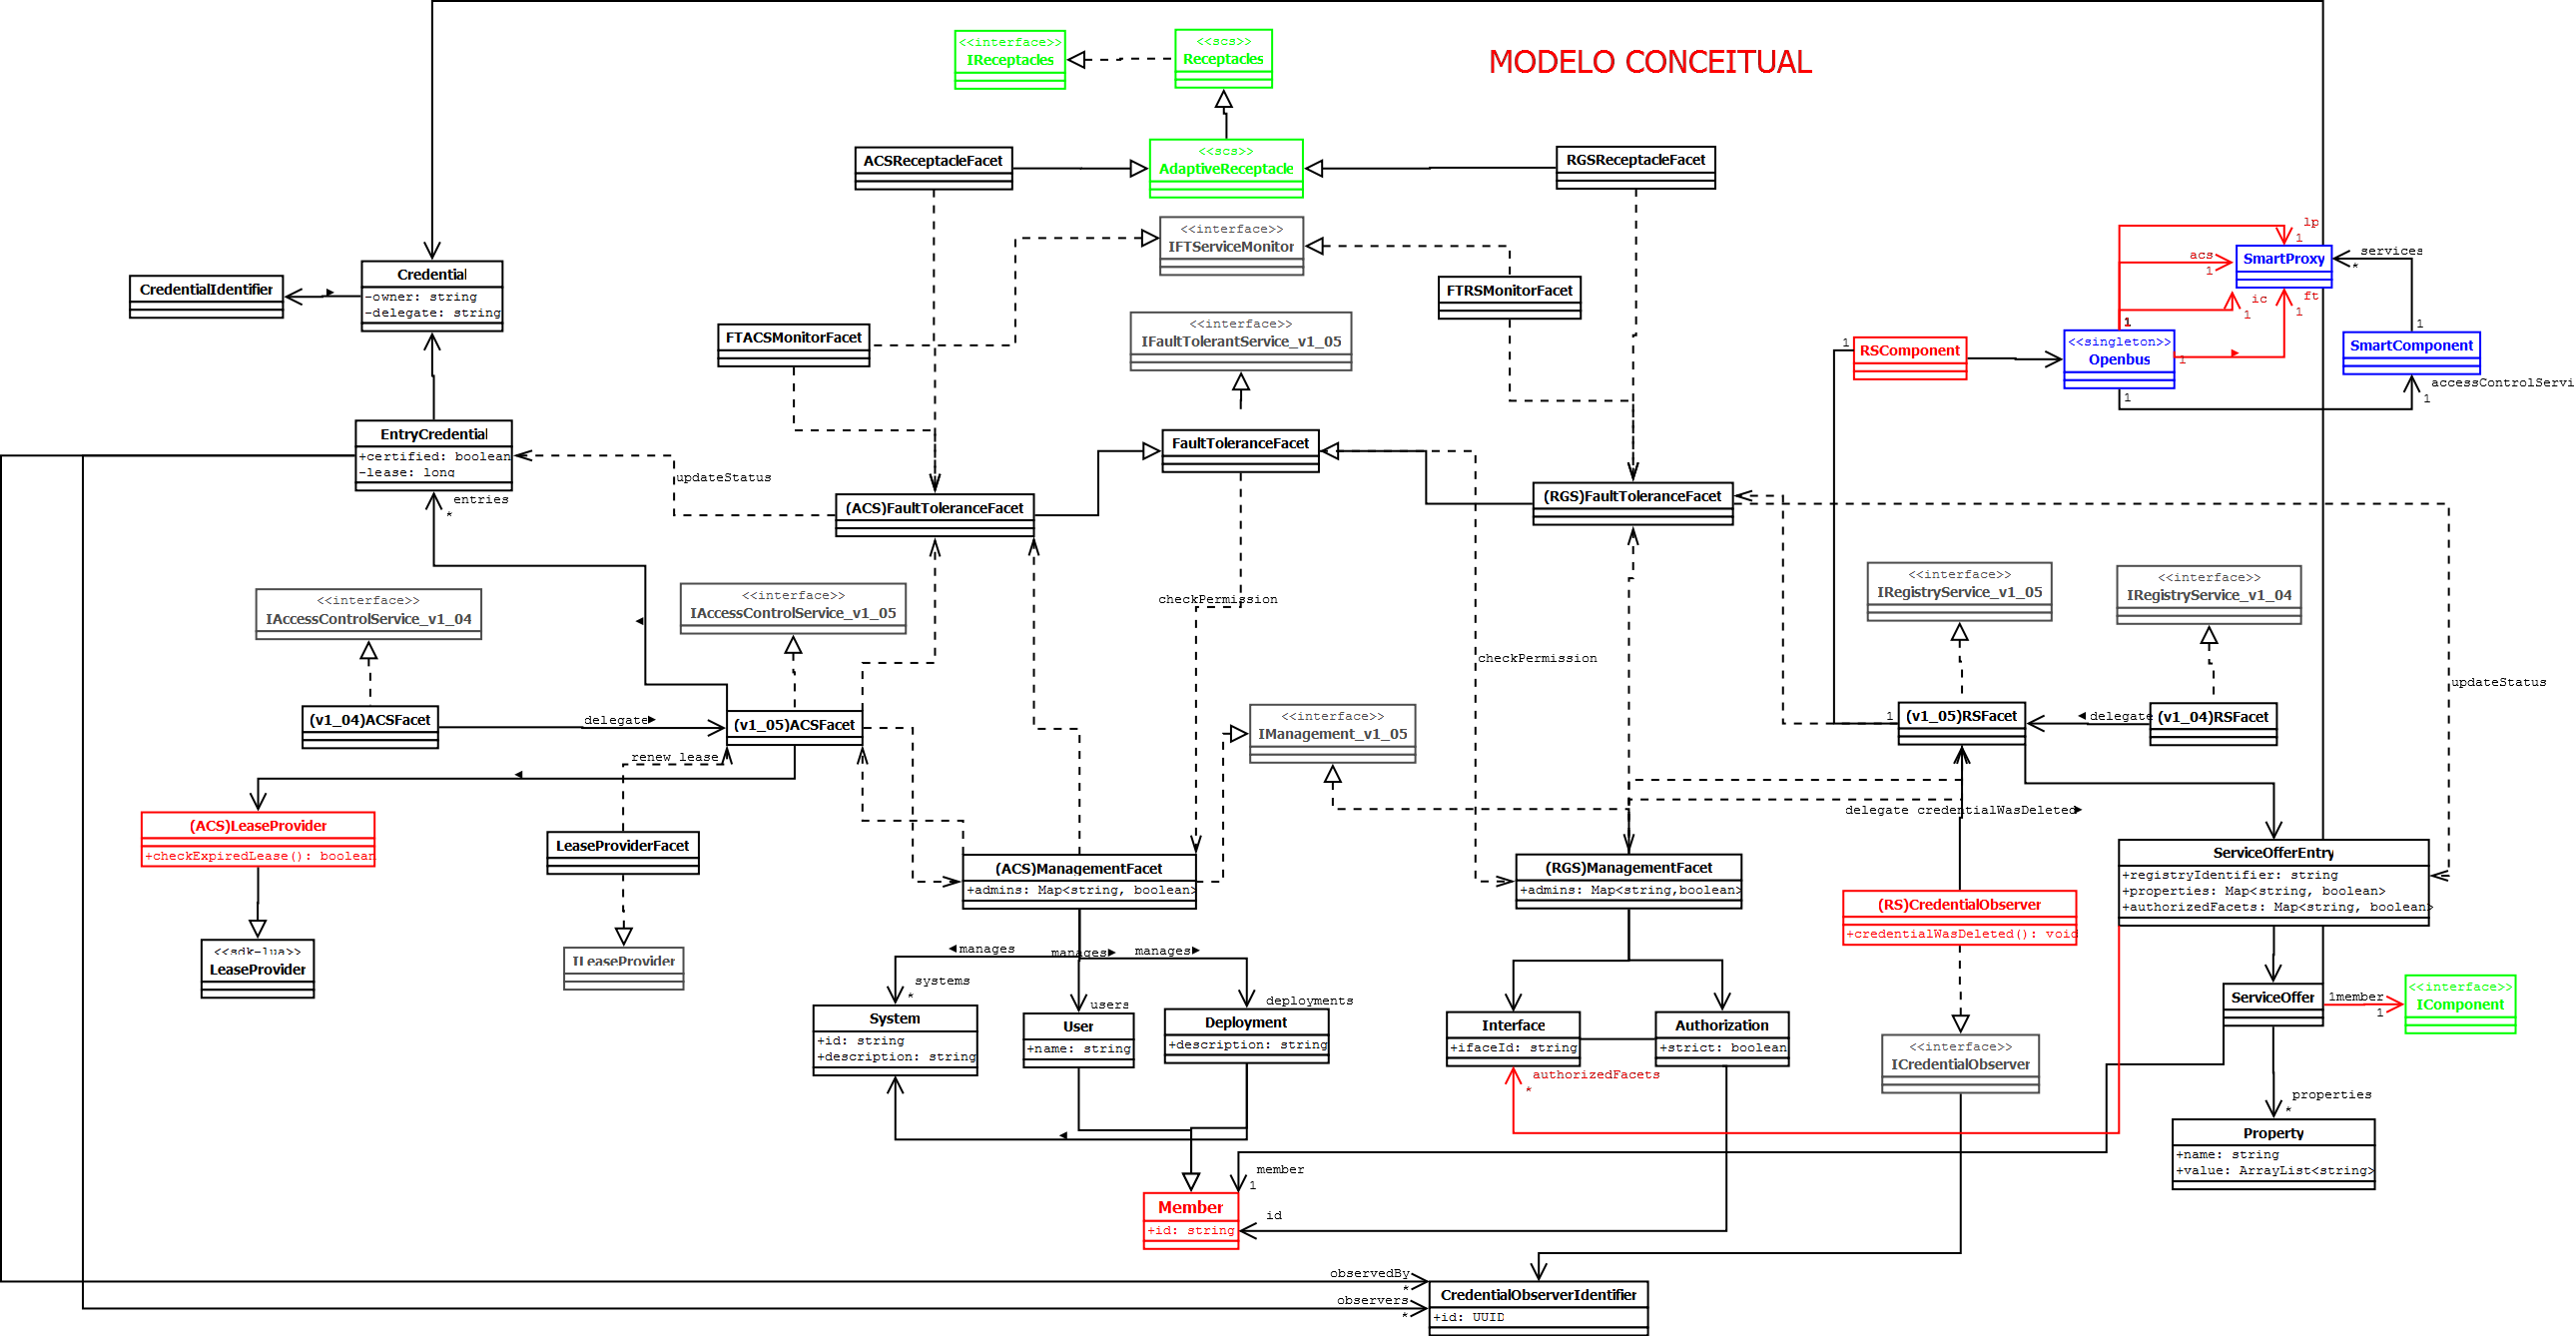 MODELO CONCEITUAL
<<interface>>
IReceptacles
<<scs>>
Receptacles
<<scs>>
AdaptiveReceptacle
ACSReceptacleFacet
RGSReceptacleFacet
<<interface>>
IFTServiceMonitor
FTRSMonitorFacet
FTACSMonitorFacet
<<interface>>
IFaultTolerantService_v1_05
CredentialIdentifier
Credential
-owner: string
-delegate: string
lp
1
acs
1
SmartProxy
services
*
ic
1
ft
1
1
RSComponent
1
<<singleton>>
Openbus
1
1
SmartComponent
1
accessControlServi
1
1
EntryCredential
+certified: boolean
-lease: long
entries
*
updateStatus
FaultToleranceFacet
(ACS)FaultToleranceFacet
(RGS)FaultToleranceFacet
checkPermission
checkPermission
updateStatus
<<interface>>
IAccessControlService_v1_04
<<interface>>
IAccessControlService_v1_05
<<interface>>
IRegistryService_v1_05
<<interface>>
IRegistryService_v1_04
(v1_04)ACSFacet
delegate
(v1_05)ACSFacet
<<interface>>
IManagement_v1_05
1
(v1_05)RSFacet
delegate
(v1_04)RSFacet
renew lease
(ACS)LeaseProvider
+checkExpiredLease(): boolean
LeaseProviderFacet
(ACS)ManagementFacet
+admins: Map<string, boolean>
(RGS)ManagementFacet
+admins: Map<string,boolean>
delegate credentialWasDeleted
ServiceOfferEntry
+registryIdentifier: string
+properties: Map<string, boolean>
+authorizedFacets: Map<string, boolean>
(RS)CredentialObserver
+credentialWasDeleted(): void
<<sdk-lua>>
LeaseProvider
ILeaseProvider
manages
manages
manages
systems
*
users
deployments
System
+id: string
+description: string
User
+name: string
Deployment
+description: string
Interface
+ifaceId: string
Authorization
+strict: boolean
authorizedFacets
*
<<interface>>
ICredentialObserver
ServiceOffer
1member
1
<<interface>>
IComponent
properties
*
Property
+name: string
+value: ArrayList<string>
member
1
Member
+id: string
id
observedBy
*
observers
*
CredentialObserverIdentifier
+id: UUID